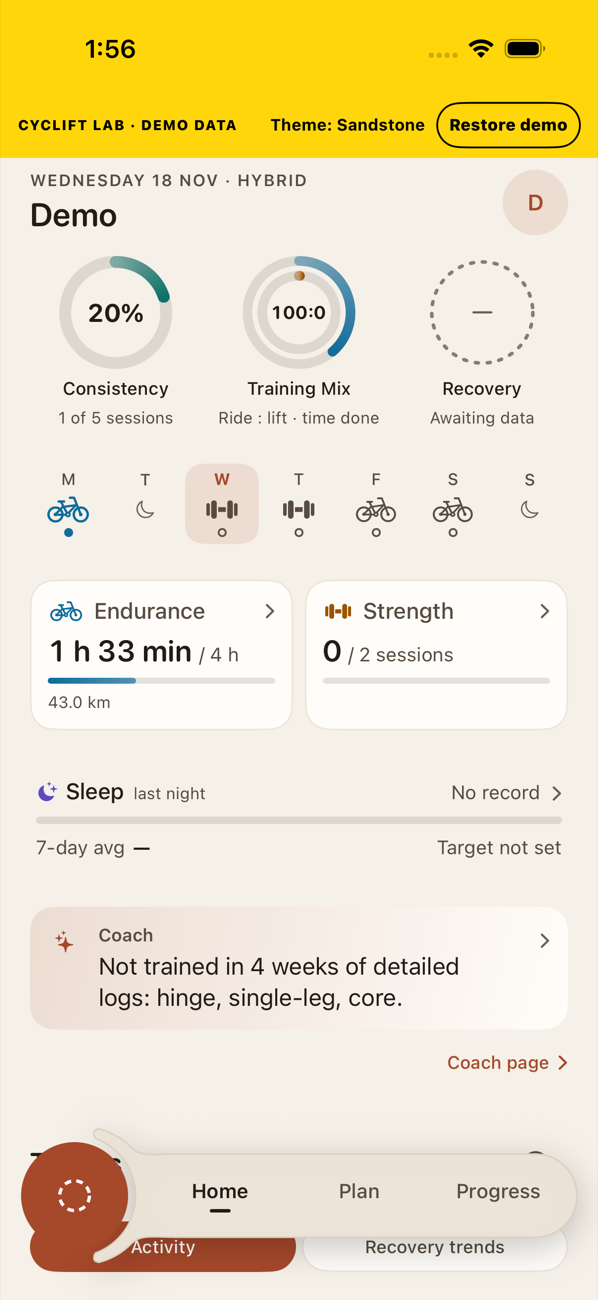 1:56
CYCLIFT LAB · DEMO DATA
Theme: Sandstone
Restore demo
WEDNESDAY 18 NOV · HYBRID
Demo
D
20%
100:0
—
Consistency
Training Mix
Recovery
1 of 5 sessions
Ride : lift · time done
Awaiting data
M
T
W
T
F
S
S
Endurance
Strength
1 h 33 min / 4 h
0 / 2 sessions
43.0 km
Sleep last night
No record
7-day avg —
Target not set
Coach
Not trained in 4 weeks of detailed
logs: hinge, single-leg, core.
Coach page
Home
Plan
Progress
Activity
Recovery trends